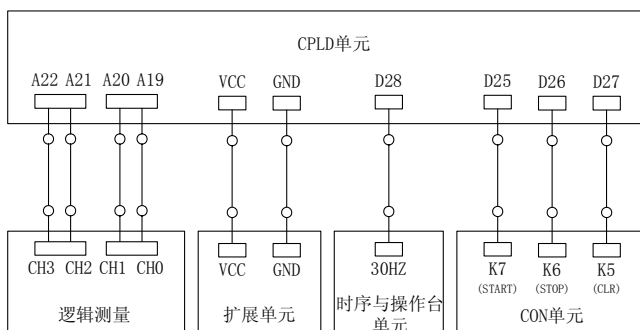 CPLD单元
A22 A21 A20 A19 VCC GND D28 D25 D26 D27
CH3 CH2 CH1 CH0 VCC GND 30HZ K7 K6 K5
(START) (STOP) (CLR)
逻辑测量 扩展单元 时序与操作台 CON单元
单元